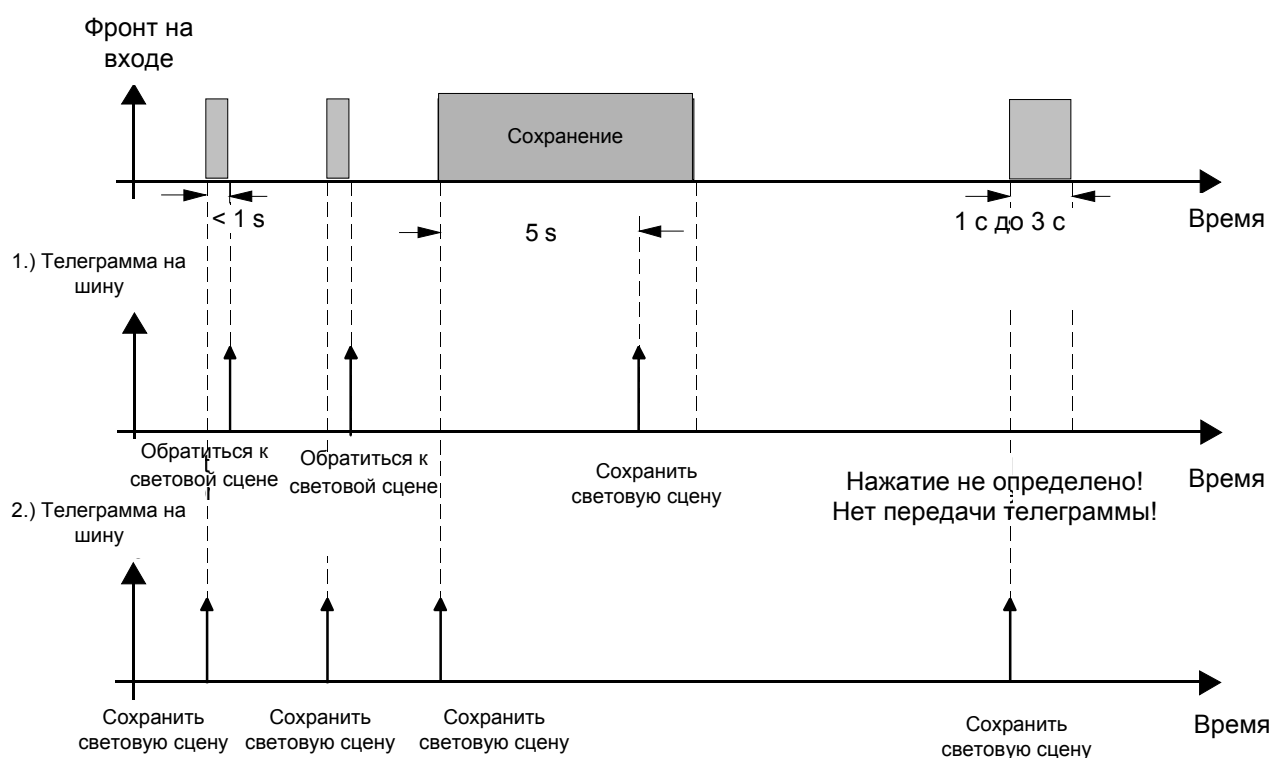 Фронт на
входе
Сохранение
< 1 s
5 s
1 с до 3 с
Время
1.) Телеграмма на
шину
Обратиться к
световой сцене
Обратиться к
световой сцене
Сохранить
световую сцену
Нажатие не определено!
Нет передачи телеграммы!
Время
2.) Телеграмма на
шину
Сохранить
световую сцену
Сохранить
световую сцену
Сохранить
световую сцену
Сохранить
световую сцену
Время